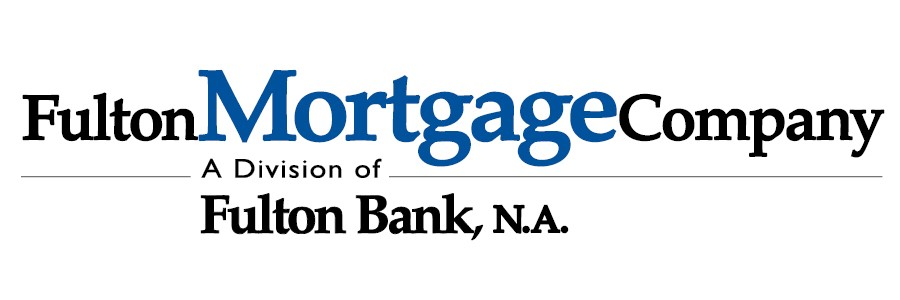 FultonMortgageCompany
A Division of
Fulton Bank, N.A.